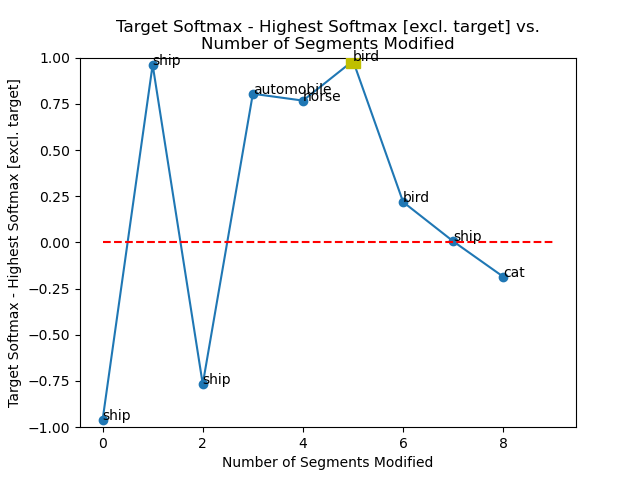 Target Softmax - Highest Softmax [excl. target] vs.
Number of Segments Modified
Target Softmax - Highest Softmax [excl. target]
1.00
0.75
0.50
0.25
0.00
−0.25
−0.50
−0.75
−1.00
ship
ship
ship
automobile
horse
bird
bird
ship
cat
0 2 4 6 8
Number of Segments Modified